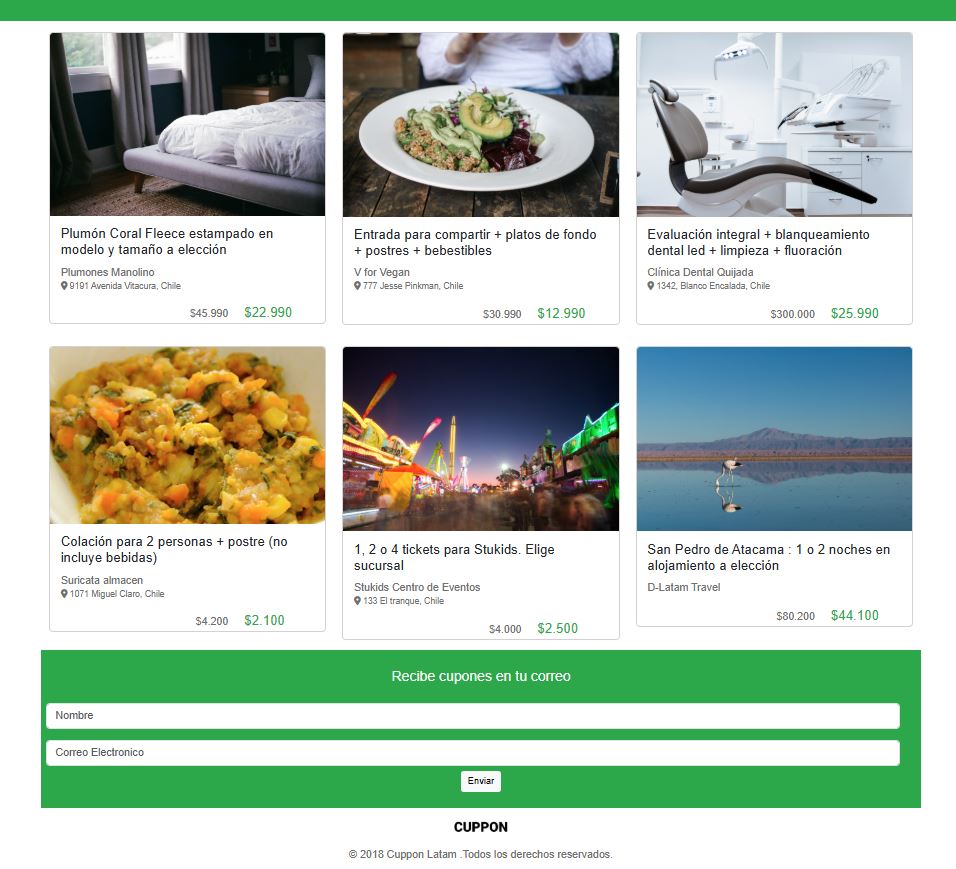 Plumón Coral Fleece estampado en
modelo y tamaño a elección
Plumones Manolino
9191 Avenida Vitacura, Chile
$45.990 $22.990
Entrada para compartir + platos de fondo
+ postres + bebestibles
V for Vegan
777 Jesse Pinkman, Chile
$30.990 $12.990
Evaluación integral + blanqueamiento
dental led + limpieza + fluoración
Clínica Dental Quijada
1342, Blanco Encalada, Chile
$300.000 $25.990
Colación para 2 personas + postre (no
incluye bebidas)
Suricata almacen
1071 Miguel Claro, Chile
$4.200 $2.100
1, 2 o 4 tickets para Stukids. Elige
sucursal
Stukids Centro de Eventos
133 El tranque, Chile
$4.000 $2.500
San Pedro de Atacama : 1 o 2 noches en
alojamiento a elección
D-Latam Travel
$80.200 $44.100
Recibe cupones en tu correo
Nombre
Correo Electronico
Enviar
CUPPON
© 2018 Cuppon Latam .Todos los derechos reservados.